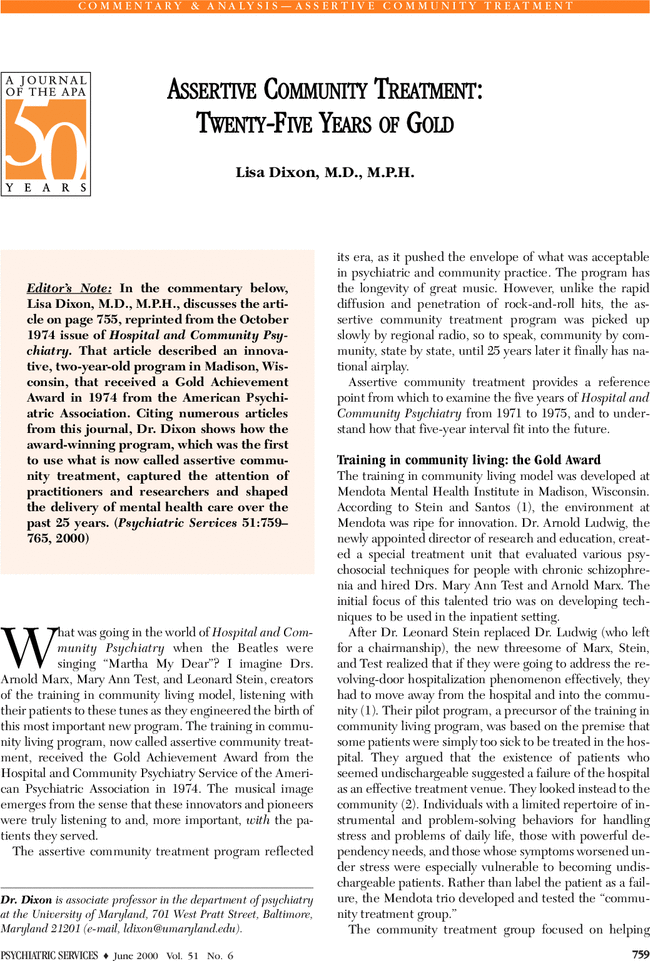 COMMENTARY & ANALYSIS—ASSERTIVE COMMUNITY TREATMENT
A JOURNAL
OF THE APA
50
YEARS
ASSERTIVE COMMUNITY TREATMENT:
TWENTY-FIVE YEARS OF GOLD
Lisa Dixon, M.D., M.P.H.
Editor's Note: In the commentary below,
Lisa Dixon, M.D., M.P.H., discusses the arti-
cle on page 755, reprinted from the October
1974 issue of Hospital and Community Psy-
chiatry. That article described an innova-
tive, two-year-old program in Madison, Wis-
consin, that received a Gold Achievement
Award in 1974 from the American Psychi-
atric Association. Citing numerous articles
from this journal, Dr. Dixon shows how the
award-winning program, which was the first
to use what is now called assertive commu-
nity treatment, captured the attention of
practitioners and researchers and shaped
the delivery of mental health care over the
past 25 years. (Psychiatric Services 51:759–
765, 2000)
What was going in the world of Hospital and Com-
munity Psychiatry when the Beatles were
singing “Martha My Dear”? I imagine Drs.
Arnold Marx, Mary Ann Test, and Leonard Stein, creators
of the training in community living model, listening with
their patients to these tunes as they engineered the birth of
this most important new program. The training in commu-
nity living program, now called assertive community treat-
ment, received the Gold Achievement Award from the
Hospital and Community Psychiatry Service of the Ameri-
can Psychiatric Association in 1974. The musical image
emerges from the sense that these innovators and pioneers
were truly listening to and, more important, with the pa-
tients they served.
The assertive community treatment program reflected
Dr. Dixon is associate professor in the department of psychiatry
at the University of Maryland, 701 West Pratt Street, Baltimore,
Maryland 21201 (e-mail, ldixon@umaryland.edu).
its era, as it pushed the envelope of what was acceptable
in psychiatric and community practice. The program has
the longevity of great music. However, unlike the rapid
diffusion and penetration of rock-and-roll hits, the as-
sertive community treatment program was picked up
slowly by regional radio, so to speak, community by com-
munity, state by state, until 25 years later it finally has na-
tional airplay.
Assertive community treatment provides a reference
point from which to examine the five years of Hospital and
Community Psychiatry from 1971 to 1975, and to under-
stand how that five-year interval fit into the future.
Training in community living: the Gold Award
The training in community living model was developed at
Mendota Mental Health Institute in Madison, Wisconsin.
According to Stein and Santos (1), the environment at
Mendota was ripe for innovation. Dr. Arnold Ludwig, the
newly appointed director of research and education, creat-
ed a special treatment unit that evaluated various psy-
chosocial techniques for people with chronic schizophre-
nia and hired Drs. Mary Ann Test and Arnold Marx. The
initial focus of this talented trio was on developing tech-
niques to be used in the inpatient setting.
After Dr. Leonard Stein replaced Dr. Ludwig (who left
for a chairmanship), the new threesome of Marx, Stein,
and Test realized that if they were going to address the re-
volving-door hospitalization phenomenon effectively, they
had to move away from the hospital and into the commu-
nity (1). Their pilot program, a precursor of the training in
community living program, was based on the premise that
some patients were simply too sick to be treated in the hos-
pital. They argued that the existence of patients who
seemed undischargeable suggested a failure of the hospital
as an effective treatment venue. They looked instead to the
community (2). Individuals with a limited repertoire of in-
strumental and problem-solving behaviors for handling
stress and problems of daily life, those with powerful de-
pendency needs, and those whose symptoms worsened un-
der stress were especially vulnerable to becoming undis-
chargeable patients. Rather than label the patient as a fail-
ure, the Mendota trio developed and tested the “commu-
nity treatment group.”
The community treatment group focused on helping
PSYCHIATRIC SERVICES ♦ June 2000 Vol. 51 No. 6
759